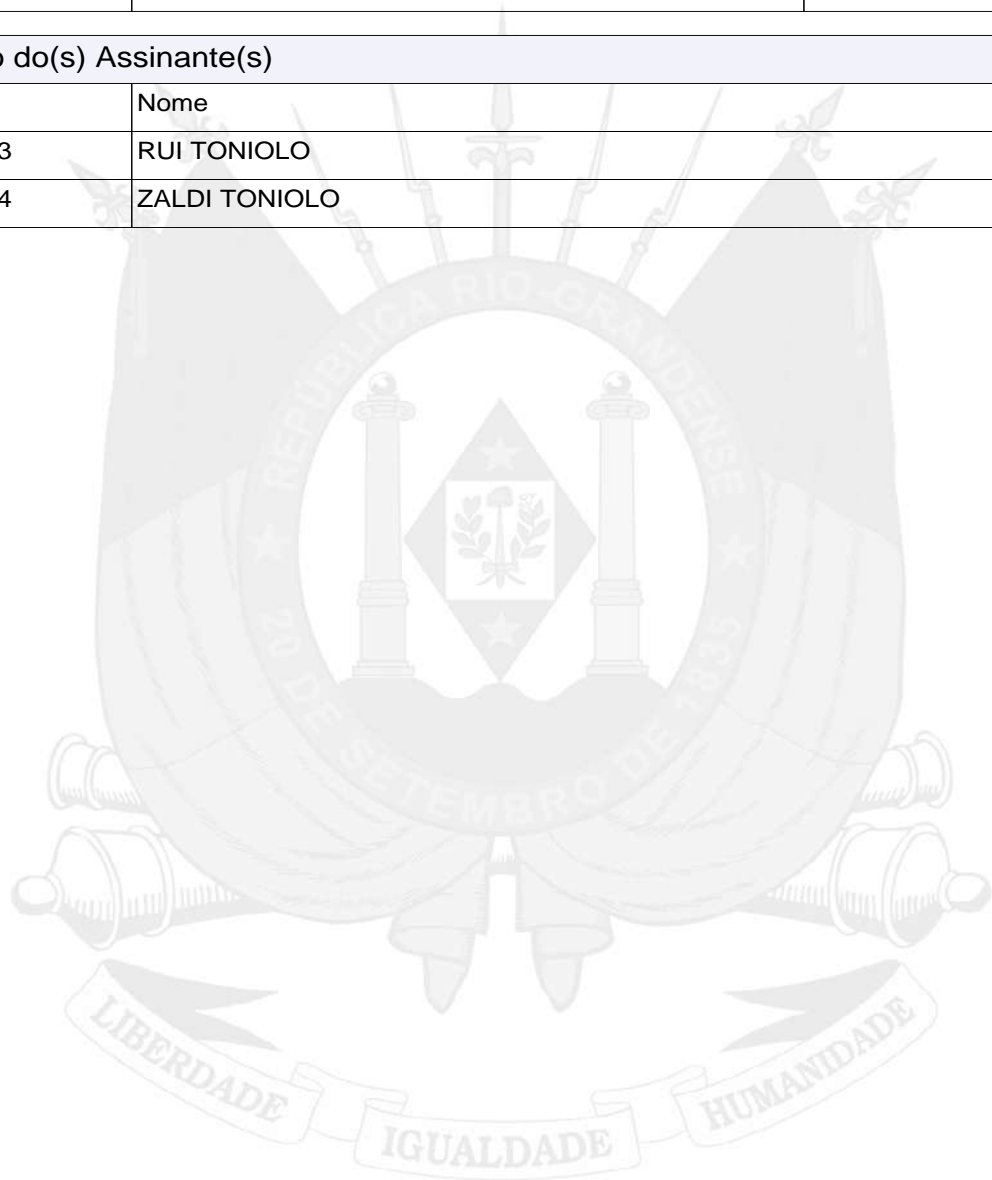 o do(s) Assinante(s)
Nome
3 RUI TONIOLO
4 ZALDI TONIOLO
REPÚBLICA RIO-GRANDENSE
20 DE SETEMBRO DE 1835
LIBERDADE IGUALDADE HUMANIDADE